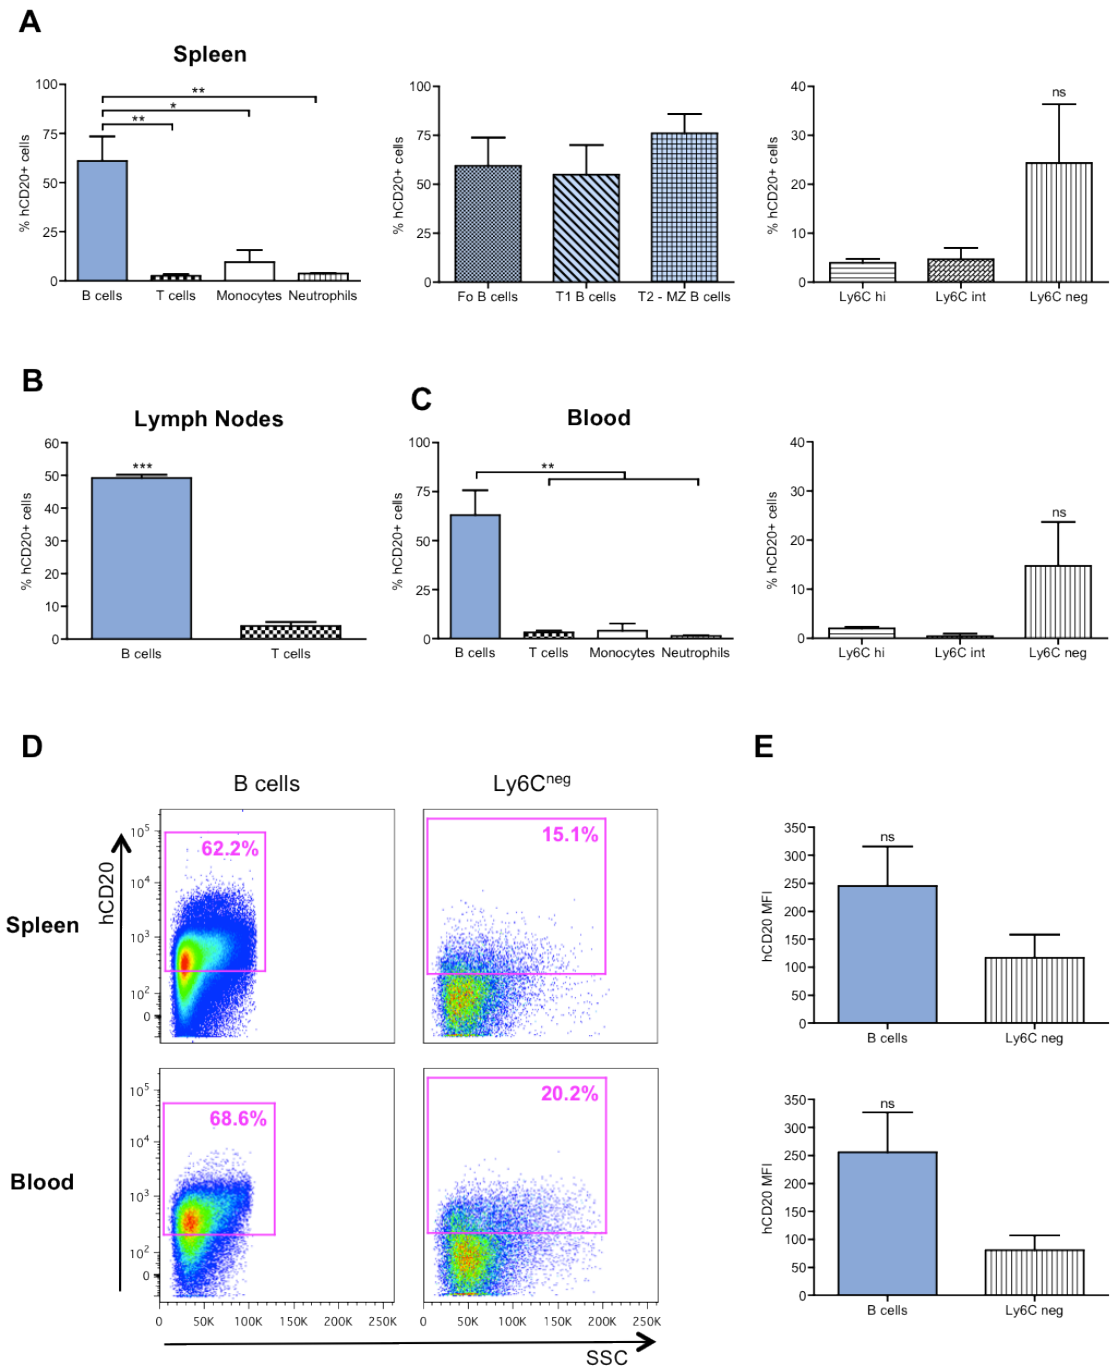 A
Spleen
100
75
50
25
0
% hCD20+ cells
**
*
**
B cells T cells Monocytes Neutrophils
100
75
50
25
0
% hCD20+ cells
Fo B cells T1 B cells T2 - MZ B cells
40
30
20
10
0
% hCD20+ cells
ns
Ly6C hi Ly6C int Ly6C neg
B
Lymph Nodes
60
50
40
30
20
10
0
% hCD20+ cells
***
B cells T cells
C
Blood
100
75
50
25
0
% hCD20+ cells
**
B cells T cells Monocytes Neutrophils
40
30
20
10
0
% hCD20+ cells
ns
Ly6C hi Ly6C int Ly6C neg
D
B cells Ly6Cneg
Spleen
hCD20
10⁵
10⁴
10³
10²
0
62.2%
15.1%
Blood
10⁵
10⁴
10³
10²
0
68.6%
20.2%
0 50K 100K 150K 200K 250K
0 50K 100K 150K 200K 250K
SSC
E
350
300
250
200
150
100
50
0
hCD20 MFI
ns
B cells Ly6C neg
350
300
250
200
150
100
50
0
hCD20 MFI
ns
B cells Ly6C neg